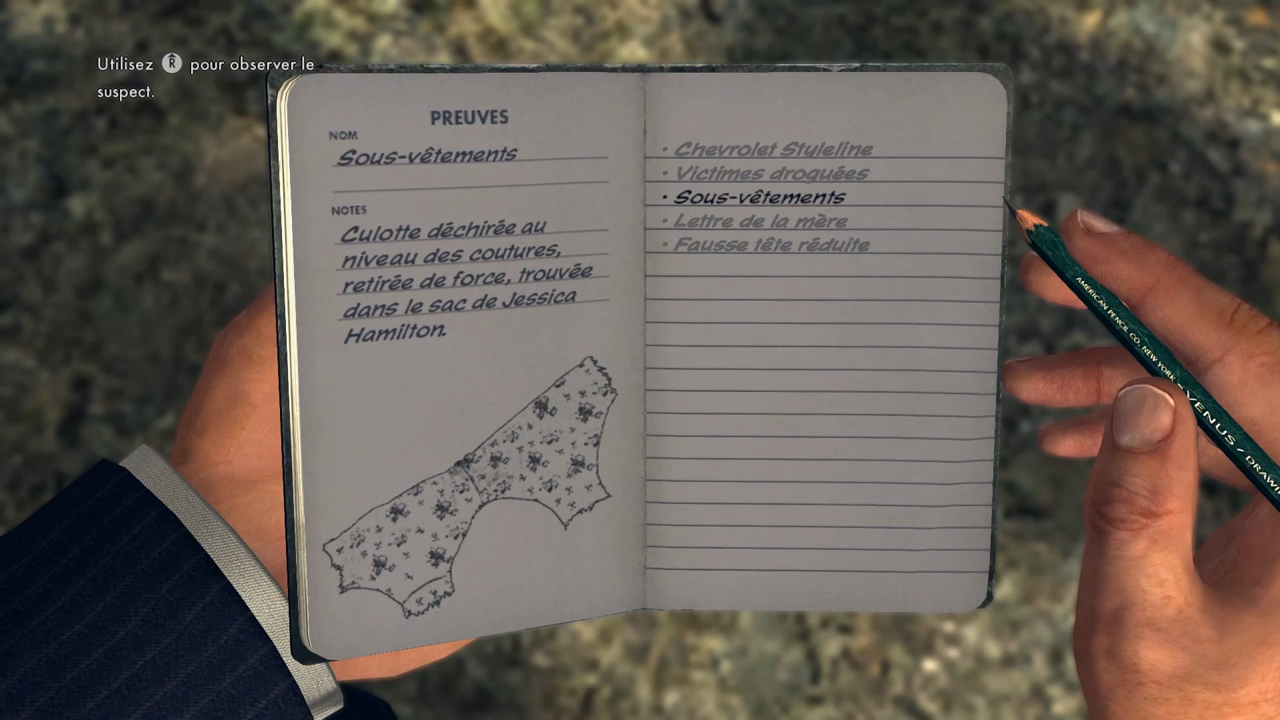 Utilisez R pour observer le
suspect.
PREUVES
NOM
Sous-vêtements
NOTES
Culotte déchirée au
niveau des coutures,
retirée de force, trouvée
dans le sac de Jessica
Hamilton.
• Chevrolet Styleline
• Victimes droguées
• Sous-vêtements
• Lettre de la mère
• Fausse tête réduite
AMERICAN PENCIL CO. NEW YORK VENUS / DRAWI